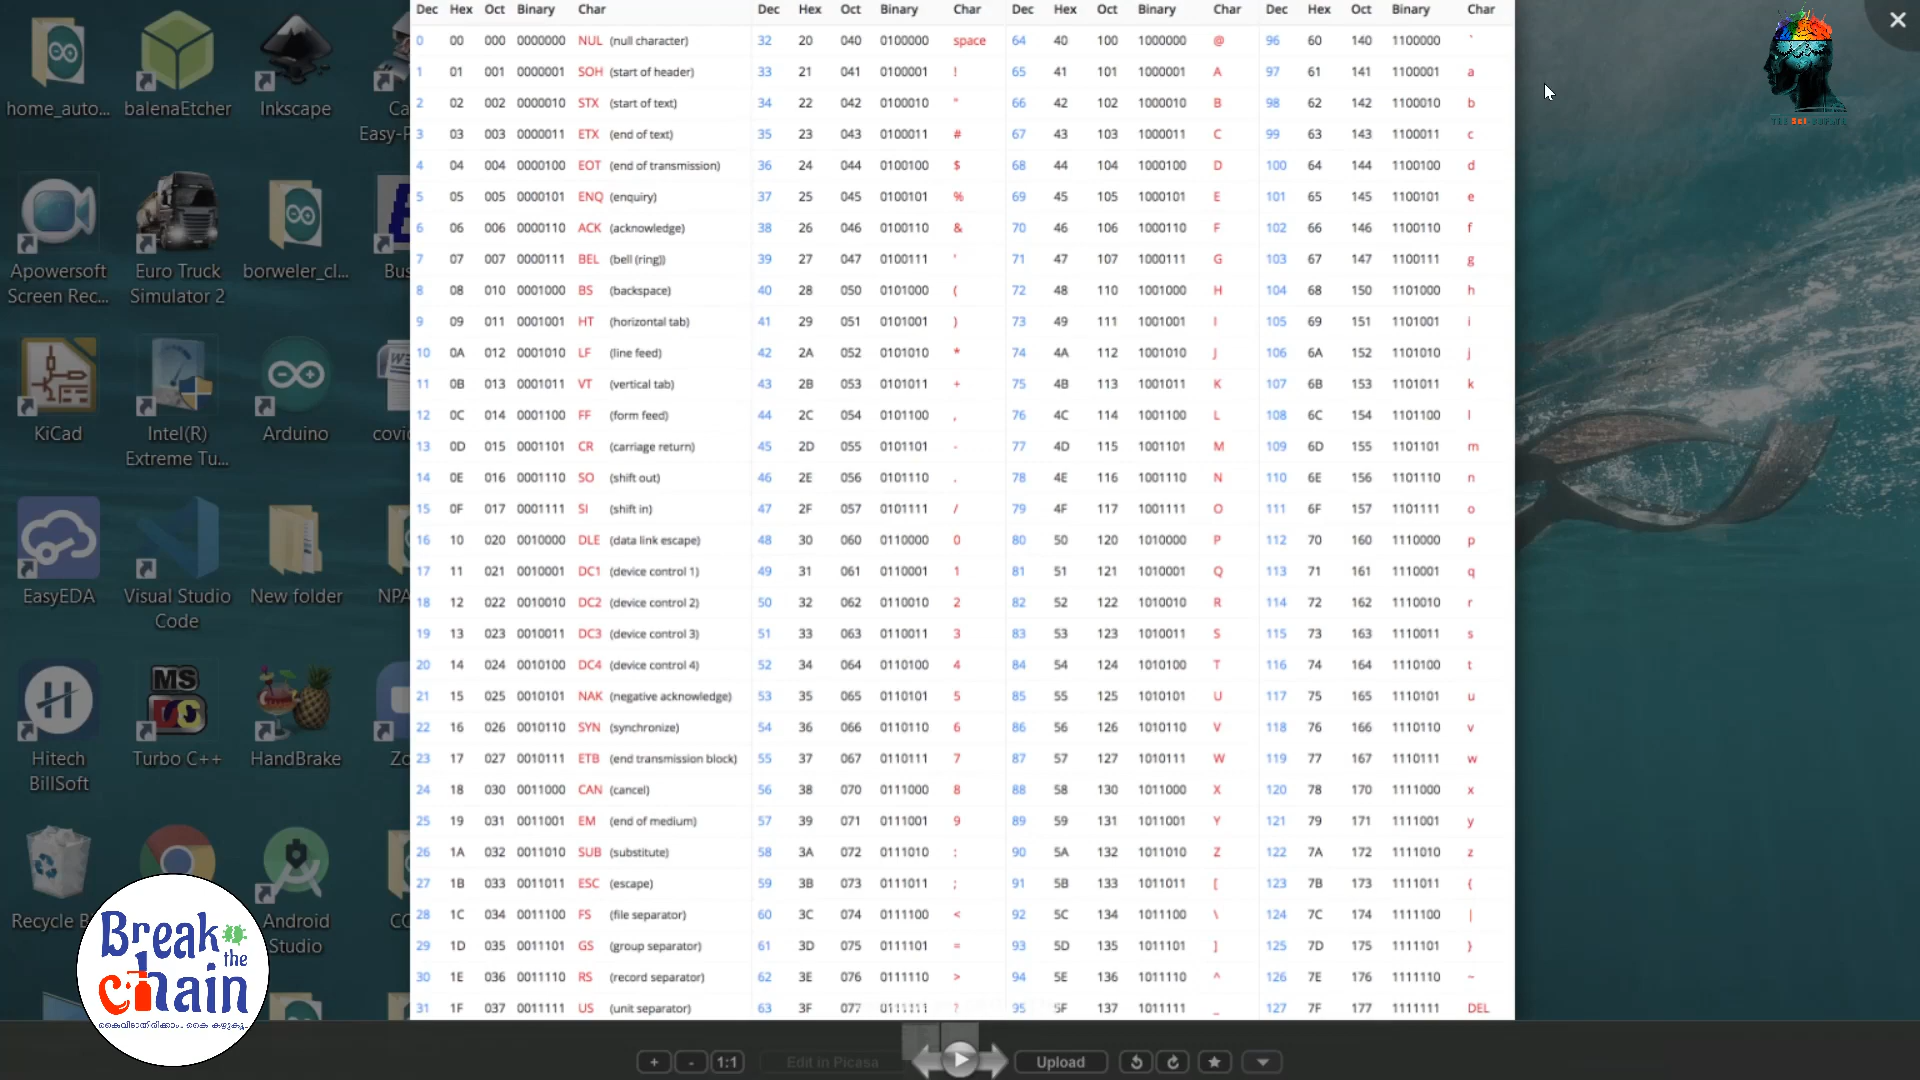 Dec Hex Oct Binary Char Dec Hex Oct Binary Char Dec Hex Oct Binary Char Dec Hex Oct Binary Char
0 00 000 0000000 NUL (null character) 32 20 040 0100000 space 64 40 100 1000000 @ 96 60 140 1100000 `
1 01 001 0000001 SOH (start of header) 33 21 041 0100001 ! 65 41 101 1000001 A 97 61 141 1100001 a
2 02 002 0000010 STX (start of text) 34 22 042 0100010 " 66 42 102 1000010 B 98 62 142 1100010 b
3 03 003 0000011 ETX (end of text) 35 23 043 0100011 # 67 43 103 1000011 C 99 63 143 1100011 c
4 04 004 0000100 EOT (end of transmission) 36 24 044 0100100 $ 68 44 104 1000100 D 100 64 144 1100100 d
5 05 005 0000101 ENQ (enquiry) 37 25 045 0100101 % 69 45 105 1000101 E 101 65 145 1100101 e
6 06 006 0000110 ACK (acknowledge) 38 26 046 0100110 & 70 46 106 1000110 F 102 66 146 1100110 f
7 07 007 0000111 BEL (bell (ring)) 39 27 047 0100111 ' 71 47 107 1000111 G 103 67 147 1100111 g
8 08 010 0001000 BS (backspace) 40 28 050 0101000 ( 72 48 110 1001000 H 104 68 150 1101000 h
9 09 011 0001001 HT (horizontal tab) 41 29 051 0101001 ) 73 49 111 1001001 I 105 69 151 1101001 i
10 0A 012 0001010 LF (line feed) 42 2A 052 0101010 * 74 4A 112 1001010 J 106 6A 152 1101010 j
11 0B 013 0001011 VT (vertical tab) 43 2B 053 0101011 + 75 4B 113 1001011 K 107 6B 153 1101011 k
12 0C 014 0001100 FF (form feed) 44 2C 054 0101100 , 76 4C 114 1001100 L 108 6C 154 1101100 l
13 0D 015 0001101 CR (carriage return) 45 2D 055 0101101 - 77 4D 115 1001101 M 109 6D 155 1101101 m
14 0E 016 0001110 SO (shift out) 46 2E 056 0101110 . 78 4E 116 1001110 N 110 6E 156 1101110 n
15 0F 017 0001111 SI (shift in) 47 2F 057 0101111 / 79 4F 117 1001111 O 111 6F 157 1101111 o
16 10 020 0010000 DLE (data link escape) 48 30 060 0110000 0 80 50 120 1010000 P 112 70 160 1110000 p
17 11 021 0010001 DC1 (device control 1) 49 31 061 0110001 1 81 51 121 1010001 Q 113 71 161 1110001 q
18 12 022 0010010 DC2 (device control 2) 50 32 062 0110010 2 82 52 122 1010010 R 114 72 162 1110010 r
19 13 023 0010011 DC3 (device control 3) 51 33 063 0110011 3 83 53 123 1010011 S 115 73 163 1110011 s
20 14 024 0010100 DC4 (device control 4) 52 34 064 0110100 4 84 54 124 1010100 T 116 74 164 1110100 t
21 15 025 0010101 NAK (negative acknowledge) 53 35 065 0110101 5 85 55 125 1010101 U 117 75 165 1110101 u
22 16 026 0010110 SYN (synchronize) 54 36 066 0110110 6 86 56 126 1010110 V 118 76 166 1110110 v
23 17 027 0010111 ETB (end transmission block) 55 37 067 0110111 7 87 57 127 1010111 W 119 77 167 1110111 w
24 18 030 0011000 CAN (cancel) 56 38 070 0111000 8 88 58 130 1011000 X 120 78 170 1111000 x
25 19 031 0011001 EM (end of medium) 57 39 071 0111001 9 89 59 131 1011001 Y 121 79 171 1111001 y
26 1A 032 0011010 SUB (substitute) 58 3A 072 0111010 : 90 5A 132 1011010 Z 122 7A 172 1111010 z
27 1B 033 0011011 ESC (escape) 59 3B 073 0111011 ; 91 5B 133 1011011 [ 123 7B 173 1111011 {
28 1C 034 0011100 FS (file separator) 60 3C 074 0111100 < 92 5C 134 1011100 \ 124 7C 174 1111100 |
29 1D 035 0011101 GS (group separator) 61 3D 075 0111101 = 93 5D 135 1011101 ] 125 7D 175 1111101 }
30 1E 036 0011110 RS (record separator) 62 3E 076 0111110 > 94 5E 136 1011110 ^ 126 7E 176 1111110 ~
31 1F 037 0011111 US (unit separator) 63 3F 077 0111111 ? 95 5F 137 1011111 _ 127 7F 177 1111111 DEL
home_auto... balenaEtcher Inkscape Ca
Easy-P
Apowersoft Euro Truck borweler_cl... Bus
Screen Rec... Simulator 2
KiCad Intel(R) Arduino covid
Extreme Tu...
EasyEDA Visual Studio New folder NPA
Code
MS
DOS
Hitech Turbo C++ HandBrake Zo
BillSoft
Recycle B Android CO
Studio
Break
the
chain
കൈവിടാതിരിക്കാം.. കൈ കഴുകൂ..
+ - 1:1 Edit in Picasa Upload